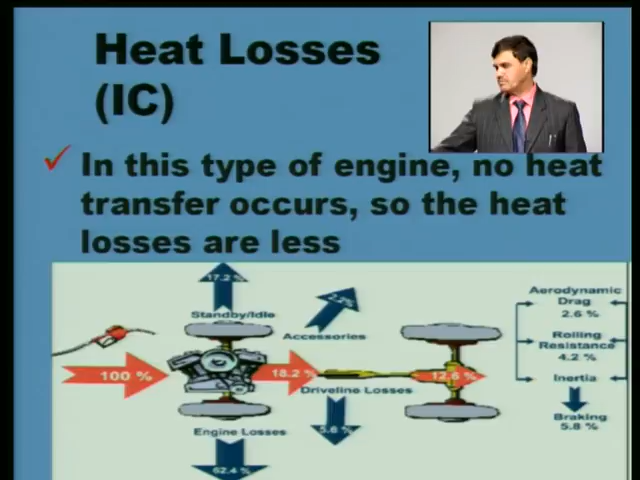 Heat Losses
(IC)
✓ In this type of engine, no heat
transfer occurs, so the heat
losses are less
17.2 %
Standby/Idle
2.2%
Accessories
Aerodynamic
Drag
2.6 %
Rolling
Resistance
4.2 %
100 %
18.2 %
12.6 %
Inertia
Driveline Losses
Braking
5.8 %
5.6 %
Engine Losses
62.4 %